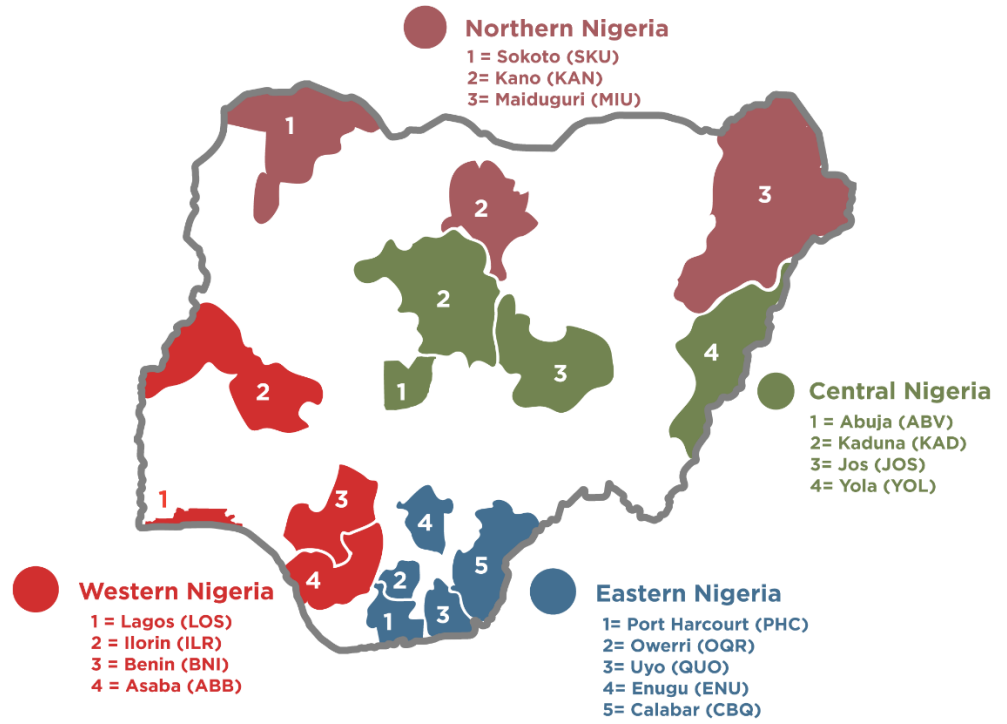 Northern Nigeria
1 = Sokoto (SKU)
2= Kano (KAN)
3= Maiduguri (MIU)
1
2
3
2
3
4
1
2
Central Nigeria
1 = Abuja (ABV)
2= Kaduna (KAD)
3= Jos (JOS)
4= Yola (YOL)
1
3
4
4
5
2
1
3
Western Nigeria
1 = Lagos (LOS)
2 = Ilorin (ILR)
3 = Benin (BNI)
4 = Asaba (ABB)
Eastern Nigeria
1= Port Harcourt (PHC)
2= Owerri (OQR)
3= Uyo (QUO)
4= Enugu (ENU)
5= Calabar (CBQ)